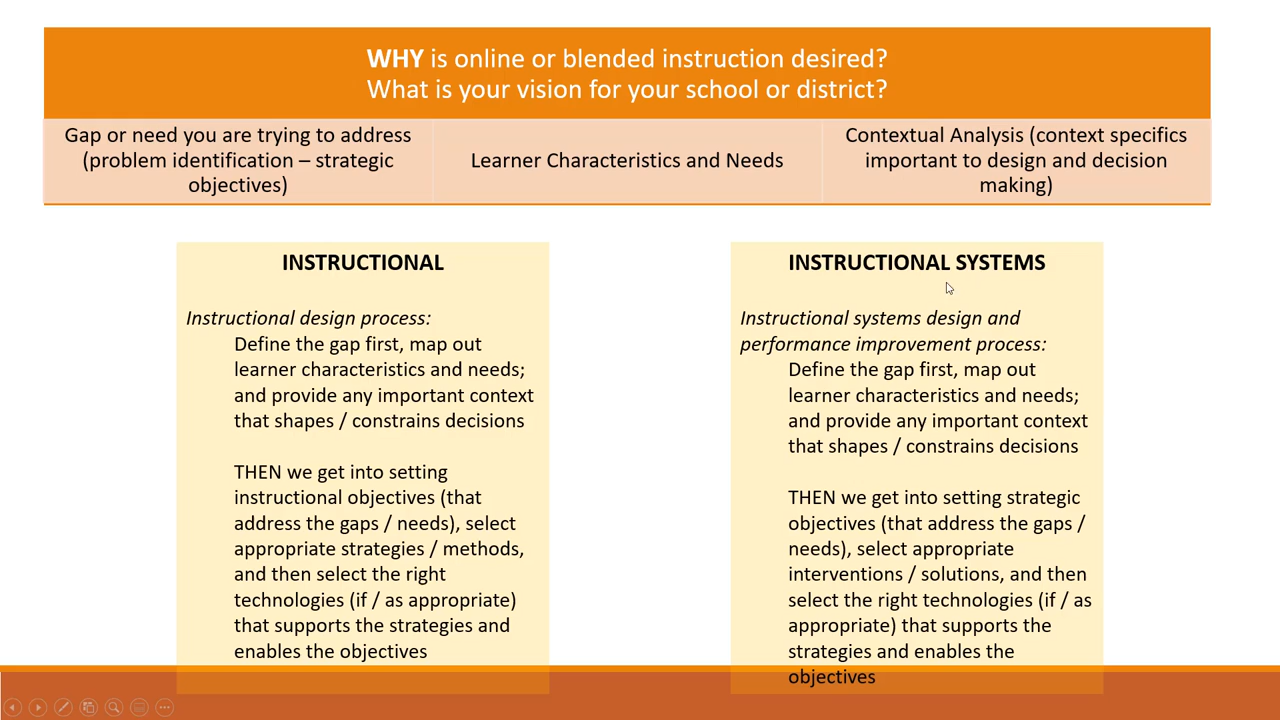 WHY is online or blended instruction desired?
What is your vision for your school or district?
Gap or need you are trying to address
(problem identification – strategic
objectives)
Learner Characteristics and Needs
Contextual Analysis (context specifics
important to design and decision
making)
INSTRUCTIONAL
Instructional design process:
Define the gap first, map out
learner characteristics and needs;
and provide any important context
that shapes / constrains decisions
THEN we get into setting
instructional objectives (that
address the gaps / needs), select
appropriate strategies / methods,
and then select the right
technologies (if / as appropriate)
that supports the strategies and
enables the objectives
INSTRUCTIONAL SYSTEMS
Instructional systems design and
performance improvement process:
Define the gap first, map out
learner characteristics and needs;
and provide any important context
that shapes / constrains decisions
THEN we get into setting strategic
objectives (that address the gaps /
needs), select appropriate
interventions / solutions, and then
select the right technologies (if / as
appropriate) that supports the
strategies and enables the
objectives